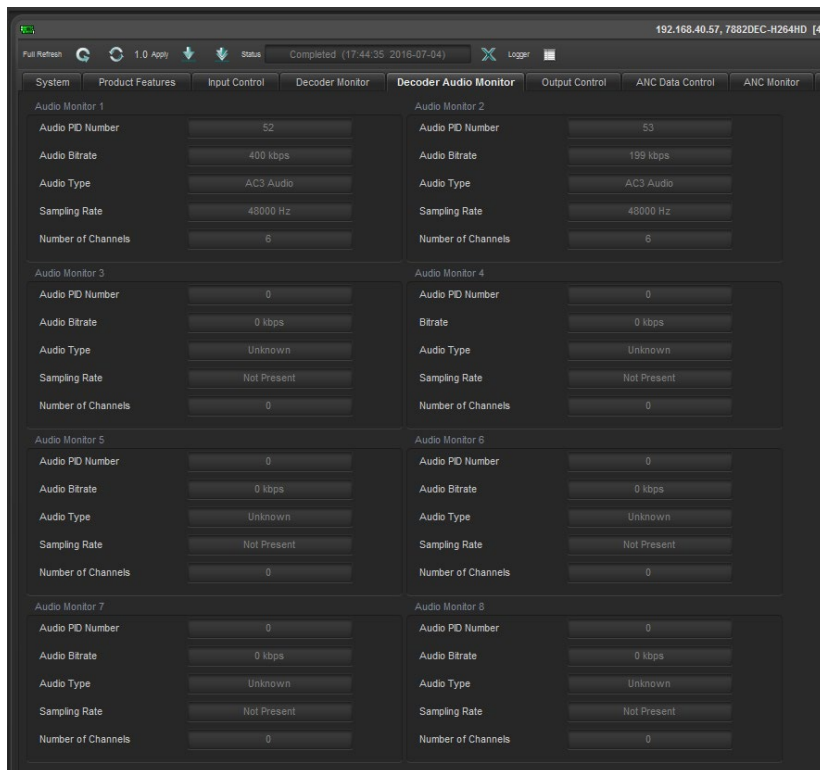 192.168.40.57, 7882DEC-H264HD [4
Full Refresh 1.0 Apply Status Completed (17:44:35 2016-07-04) Logger
System Product Features Input Control Decoder Monitor Decoder Audio Monitor Output Control ANC Data Control ANC Monitor
Audio Monitor 1 Audio Monitor 2
Audio PID Number 52 Audio PID Number 53
Audio Bitrate 400 kbps Audio Bitrate 199 kbps
Audio Type AC3 Audio Audio Type AC3 Audio
Sampling Rate 48000 Hz Sampling Rate 48000 Hz
Number of Channels 6 Number of Channels 6
Audio Monitor 3 Audio Monitor 4
Audio PID Number 0 Audio PID Number 0
Audio Bitrate 0 kbps Bitrate 0 kbps
Audio Type Unknown Audio Type Unknown
Sampling Rate Not Present Sampling Rate Not Present
Number of Channels 0 Number of Channels 0
Audio Monitor 5 Audio Monitor 6
Audio PID Number 0 Audio PID Number 0
Audio Bitrate 0 kbps Audio Bitrate 0 kbps
Audio Type Unknown Audio Type Unknown
Sampling Rate Not Present Sampling Rate Not Present
Number of Channels 0 Number of Channels 0
Audio Monitor 7 Audio Monitor 8
Audio PID Number 0 Audio PID Number 0
Audio Bitrate 0 kbps Audio Bitrate 0 kbps
Audio Type Unknown Audio Type Unknown
Sampling Rate Not Present Sampling Rate Not Present
Number of Channels 0 Number of Channels 0